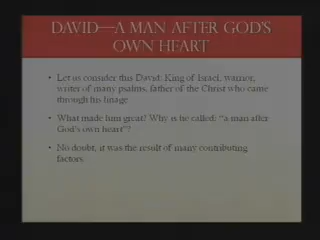 DAVID—A MAN AFTER GOD'S
OWN HEART
• Let us consider this David: King of Israel, warrior,
writer of many psalms, father of the Christ who came
through his linage.
• What made him great? Why is he called: "a man after
God's own heart"?
• No doubt, it was the result of many contributing
factors.